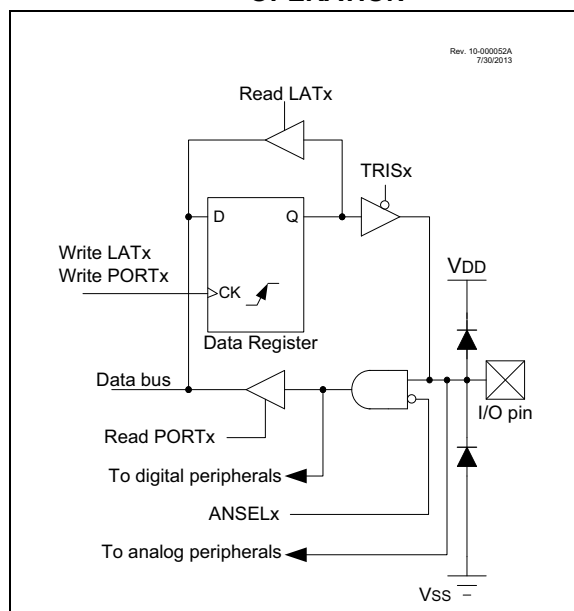 OPERATION
Rev. 10-000052A
7/30/2013
Read LATx
TRISx
D
Q
Write LATx
Write PORTx
CK
VDD
Data Register
Data bus
I/O pin
Read PORTx
To digital peripherals
ANSELx
To analog peripherals
VSS